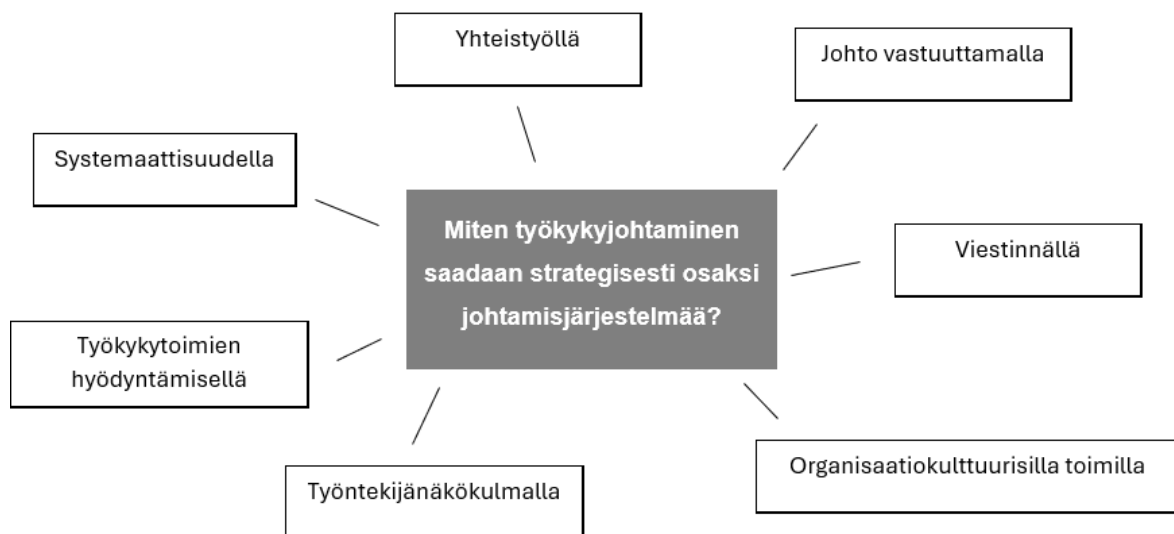 Yhteistyöllä
Johto vastuuttamalla
Systemaattisuudella
Miten työkykyjohtaminen
saadaan strategisesti osaksi
johtamisjärjestelmää?
Viestinnällä
Työkykytoimien
hyödyntämisellä
Organisaatiokulttuurisilla toimilla
Työntekijänäkökulmalla